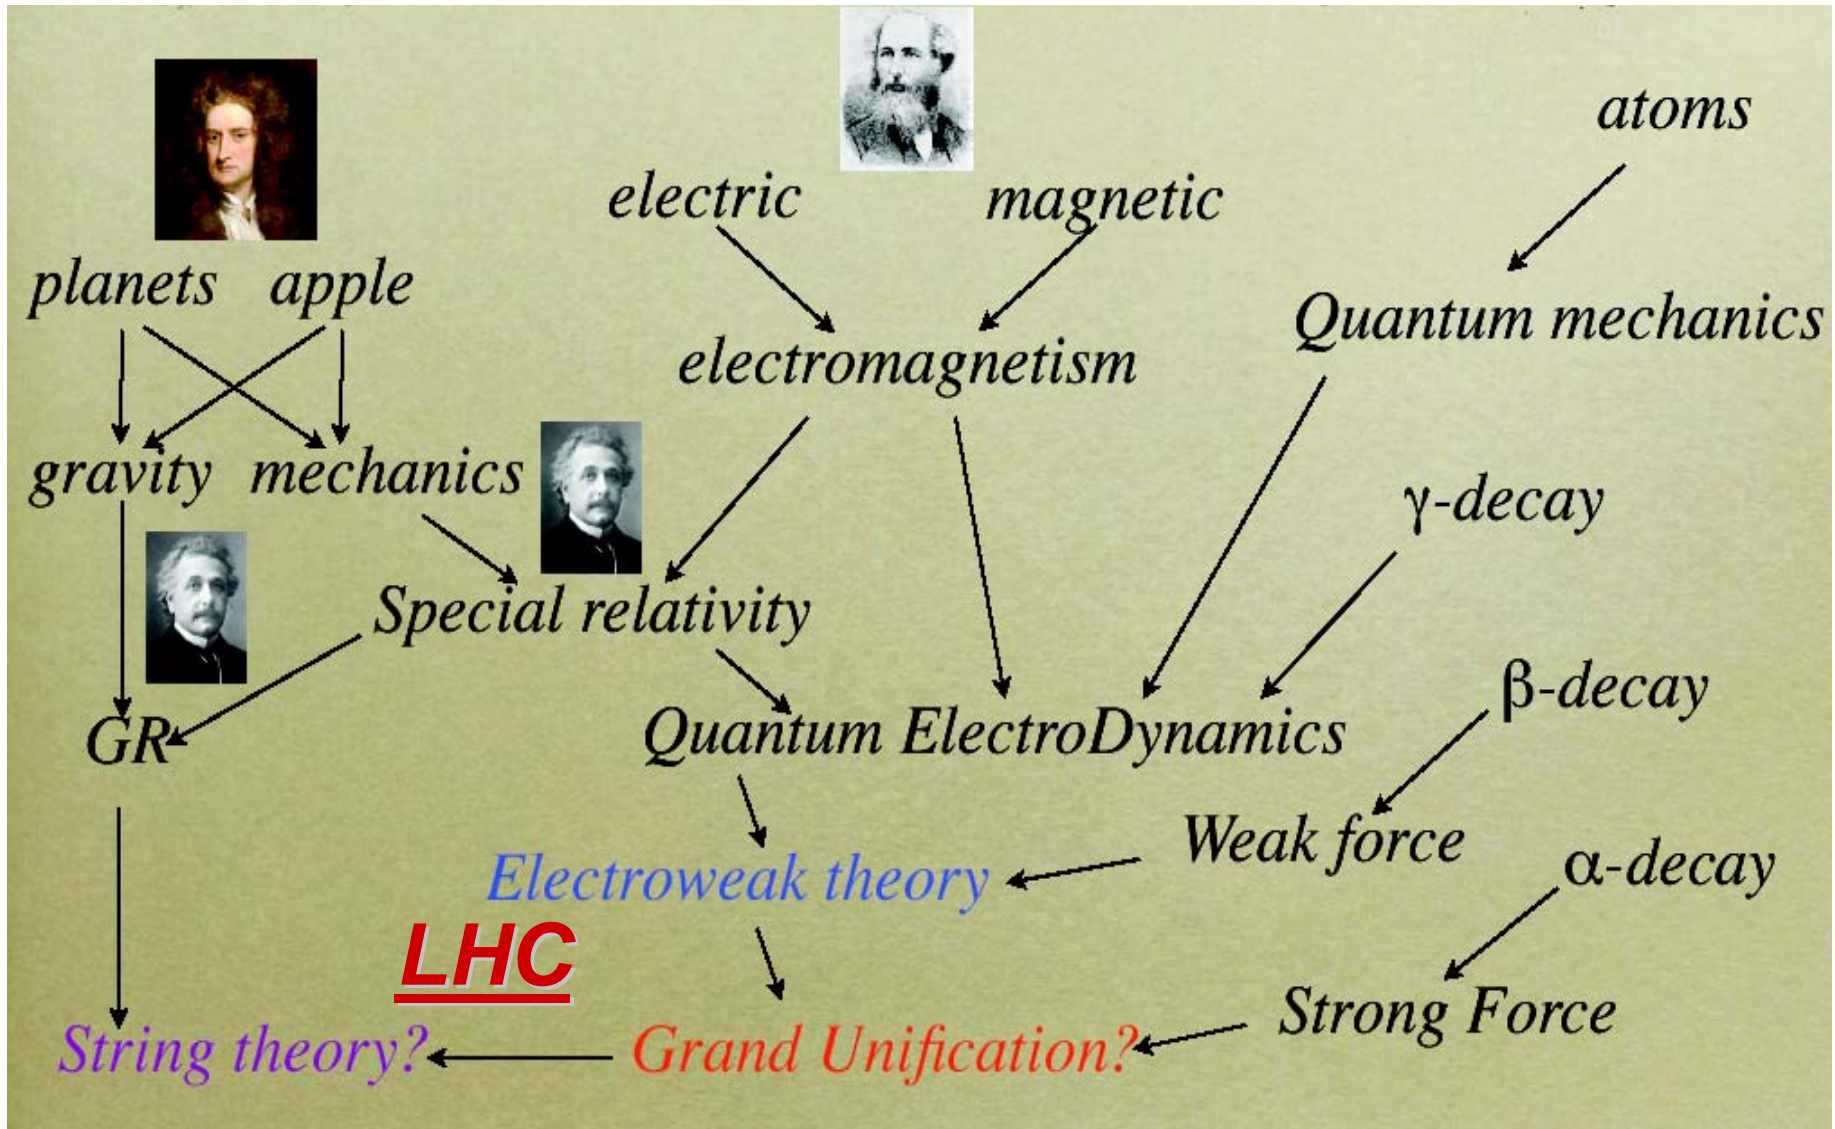 atoms
electric magnetic
planets apple
Quantum mechanics
electromagnetism
gravity mechanics
γ-decay
Special relativity
β-decay
GR
Quantum ElectroDynamics
Weak force
α-decay
Electroweak theory
LHC
Strong Force
String theory?
Grand Unification?